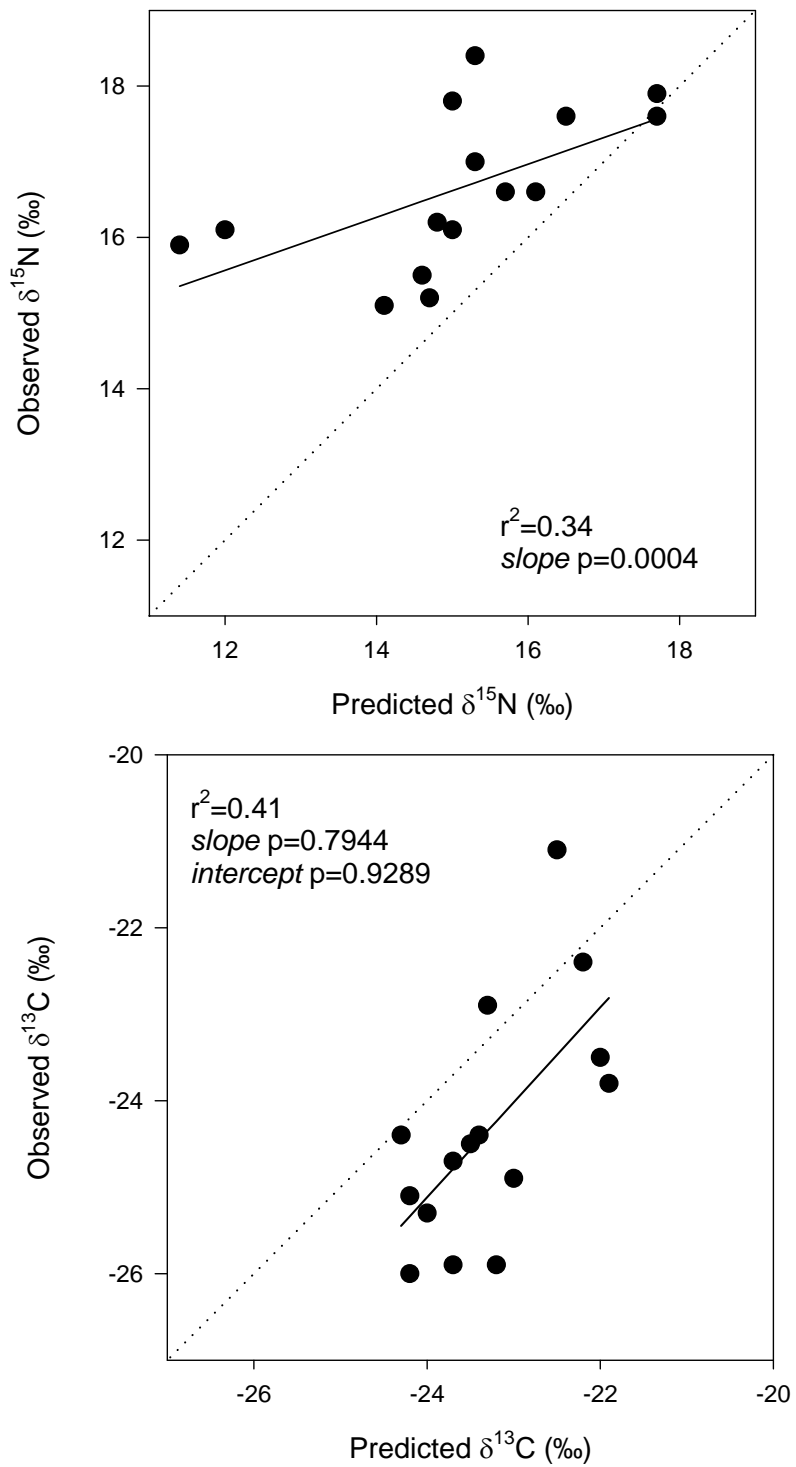 18
16
14
12
Observed δ¹⁵N (‰)
r²=0.34
slope p=0.0004
12 14 16 18
Predicted δ¹⁵N (‰)
-20
-22
-24
-26
Observed δ¹³C (‰)
r²=0.41
slope p=0.7944
intercept p=0.9289
-26 -24 -22 -20
Predicted δ¹³C (‰)